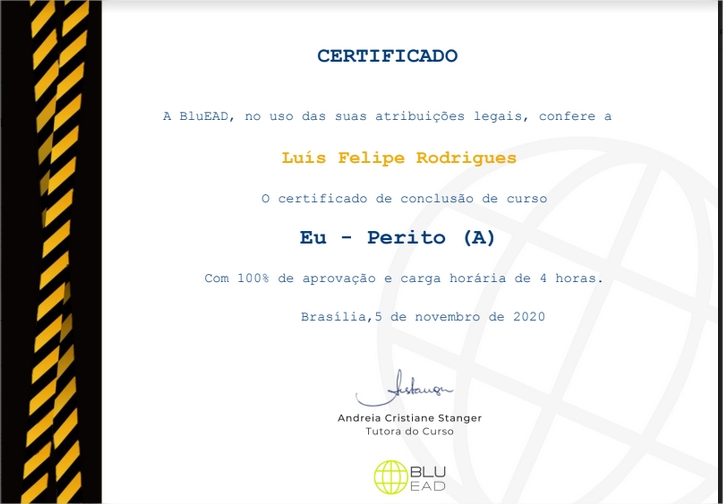 CERTIFICADO
A BluEAD, no uso das suas atribuições legais, confere a
Luís Felipe Rodrigues
O certificado de conclusão de curso
Eu - Perito (A)
Com 100% de aprovação e carga horária de 4 horas.
Brasília,5 de novembro de 2020
Andreia Cristiane Stanger
Tutora do Curso
BLU
EAD